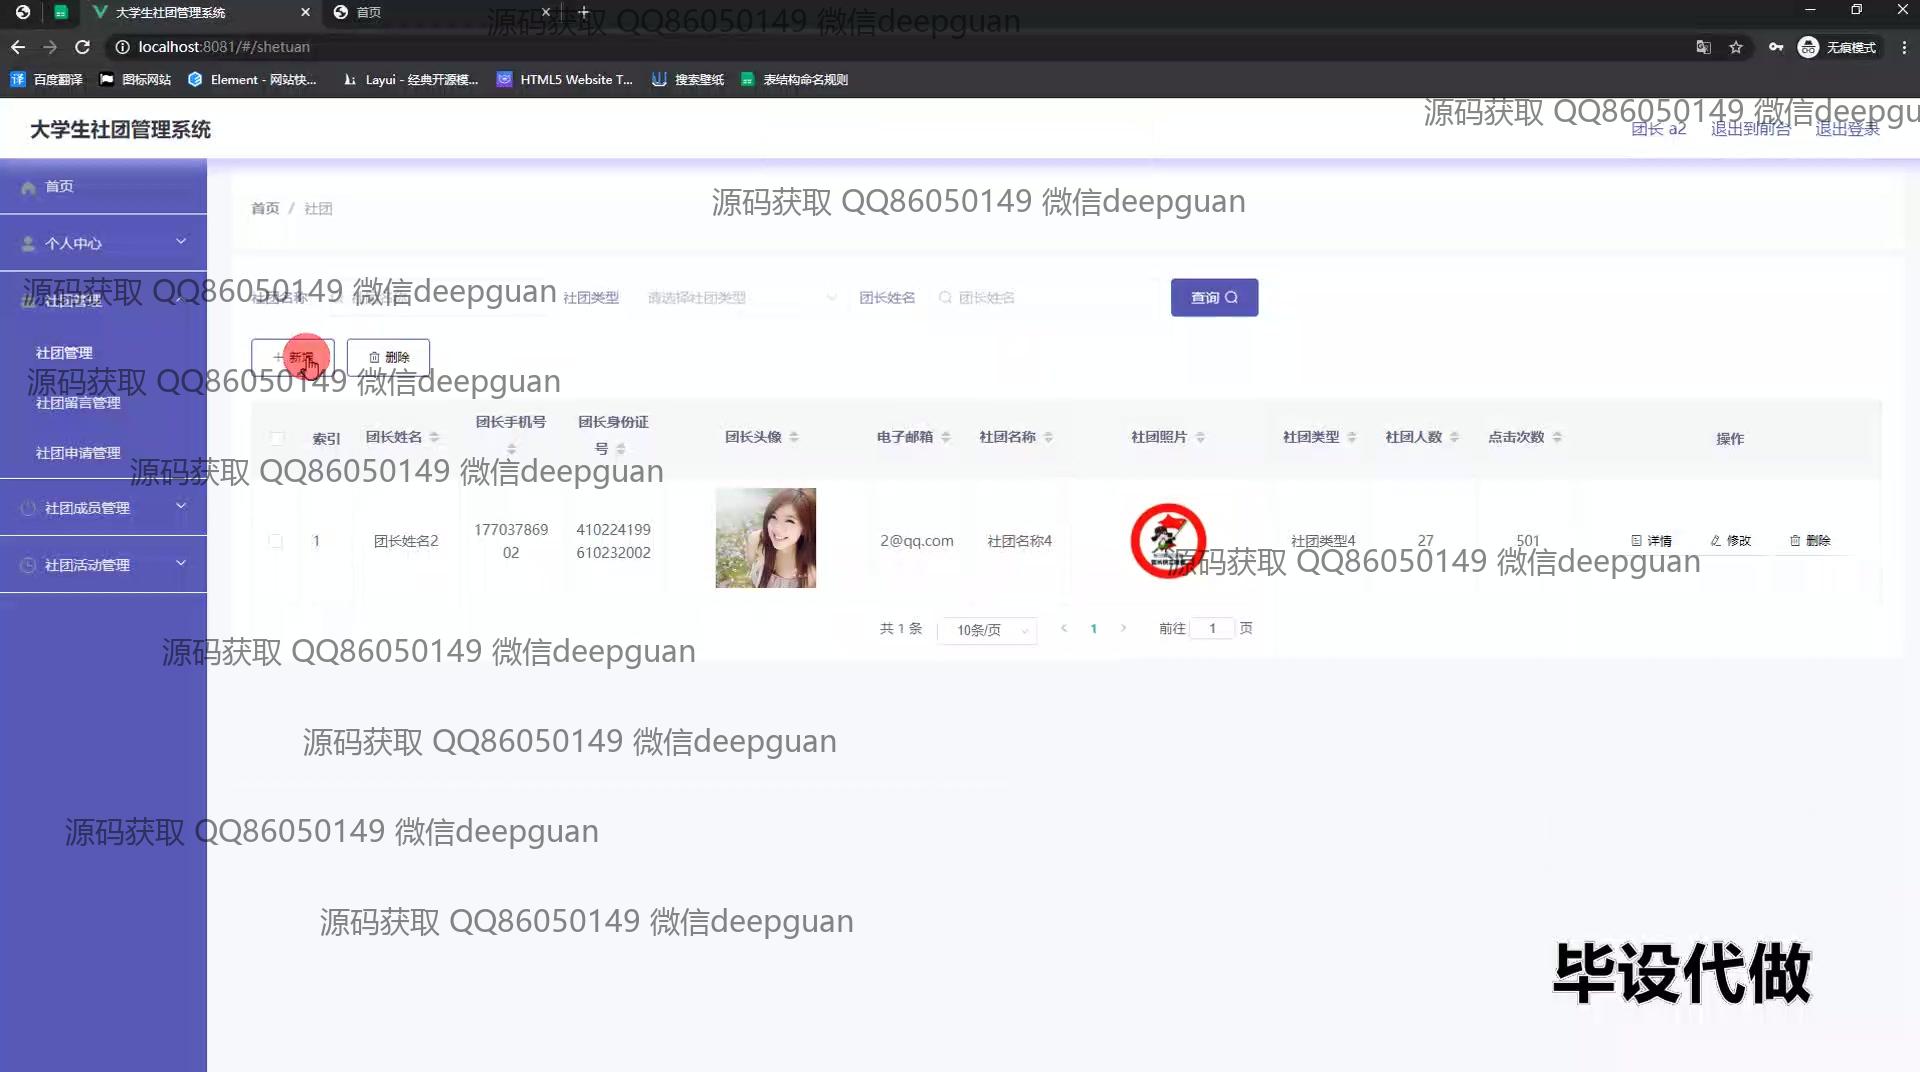 大学生社团管理系统
首页
源码获取 QQ86050149 微信deepguan
localhost:8081/#/shetuan
无痕模式
百度翻译
图标网站
Element - 网站快...
Layui - 经典开源模...
HTML5 Website T...
搜索壁纸
表结构命名规则
源码获取 QQ86050149 微信deepgu
大学生社团管理系统
团长 a2
退出到前台
退出登录
首页
首页 / 社团
源码获取 QQ86050149 微信deepguan
个人中心
源码获取 QQ86050149 微信deepguan
社团管理
社团名称
社团类型
请选择社团类型
团长姓名
团长姓名
查询
新增
删除
社团管理
源码获取 QQ86050149 微信deepguan
社团留言管理
社团申请管理
索引
团长姓名
团长手机号
团长身份证
号
团长头像
电子邮箱
社团名称
社团照片
社团类型
社团人数
点击次数
操作
源码获取 QQ86050149 微信deepguan
社团成员管理
社团活动管理
1
团长姓名2
177037869
02
410224199
610232002
2@qq.com
社团名称4
社团类型4
27
501
详情
修改
删除
源码获取 QQ86050149 微信deepguan
共 1 条
10条/页
1
前往 1 页
源码获取 QQ86050149 微信deepguan
源码获取 QQ86050149 微信deepguan
源码获取 QQ86050149 微信deepguan
源码获取 QQ86050149 微信deepguan
毕设代做